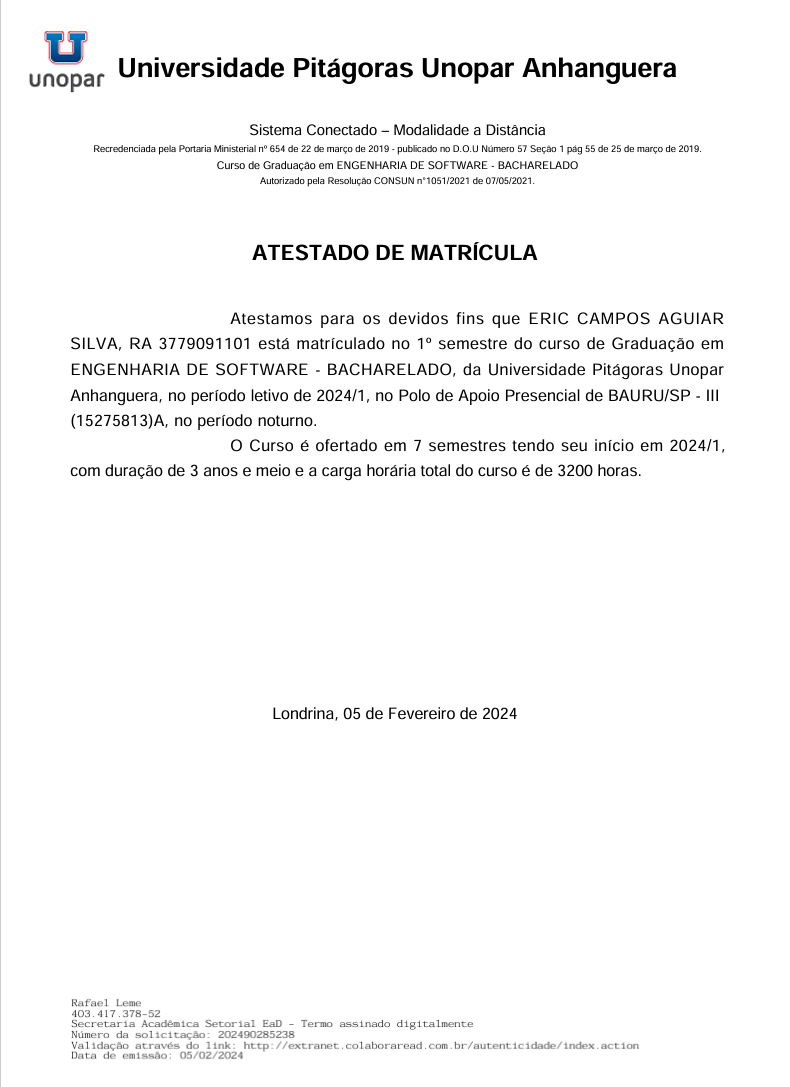 unopar
Universidade Pitágoras Unopar Anhanguera
Sistema Conectado – Modalidade a Distância
Recredenciada pela Portaria Ministerial nº 654 de 22 de março de 2019 - publicado no D.O.U Número 57 Seção 1 pág 55 de 25 de março de 2019.
Curso de Graduação em ENGENHARIA DE SOFTWARE - BACHARELADO
Autorizado pela Resolução CONSUN n°1051/2021 de 07/05/2021.
ATESTADO DE MATRÍCULA
Atestamos para os devidos fins que ERIC CAMPOS AGUIAR
SILVA, RA 3779091101 está matrículado no 1º semestre do curso de Graduação em
ENGENHARIA DE SOFTWARE - BACHARELADO, da Universidade Pitágoras Unopar
Anhanguera, no período letivo de 2024/1, no Polo de Apoio Presencial de BAURU/SP - III
(15275813)A, no período noturno.
O Curso é ofertado em 7 semestres tendo seu início em 2024/1,
com duração de 3 anos e meio e a carga horária total do curso é de 3200 horas.
Londrina, 05 de Fevereiro de 2024
Rafael Leme
403.417.378-52
Secretaria Acadêmica Setorial EaD - Termo assinado digitalmente
Número da solicitação: 202490285238
Validação através do link: http://extranet.colaboraread.com.br/autenticidade/index.action
Data de emissão: 05/02/2024